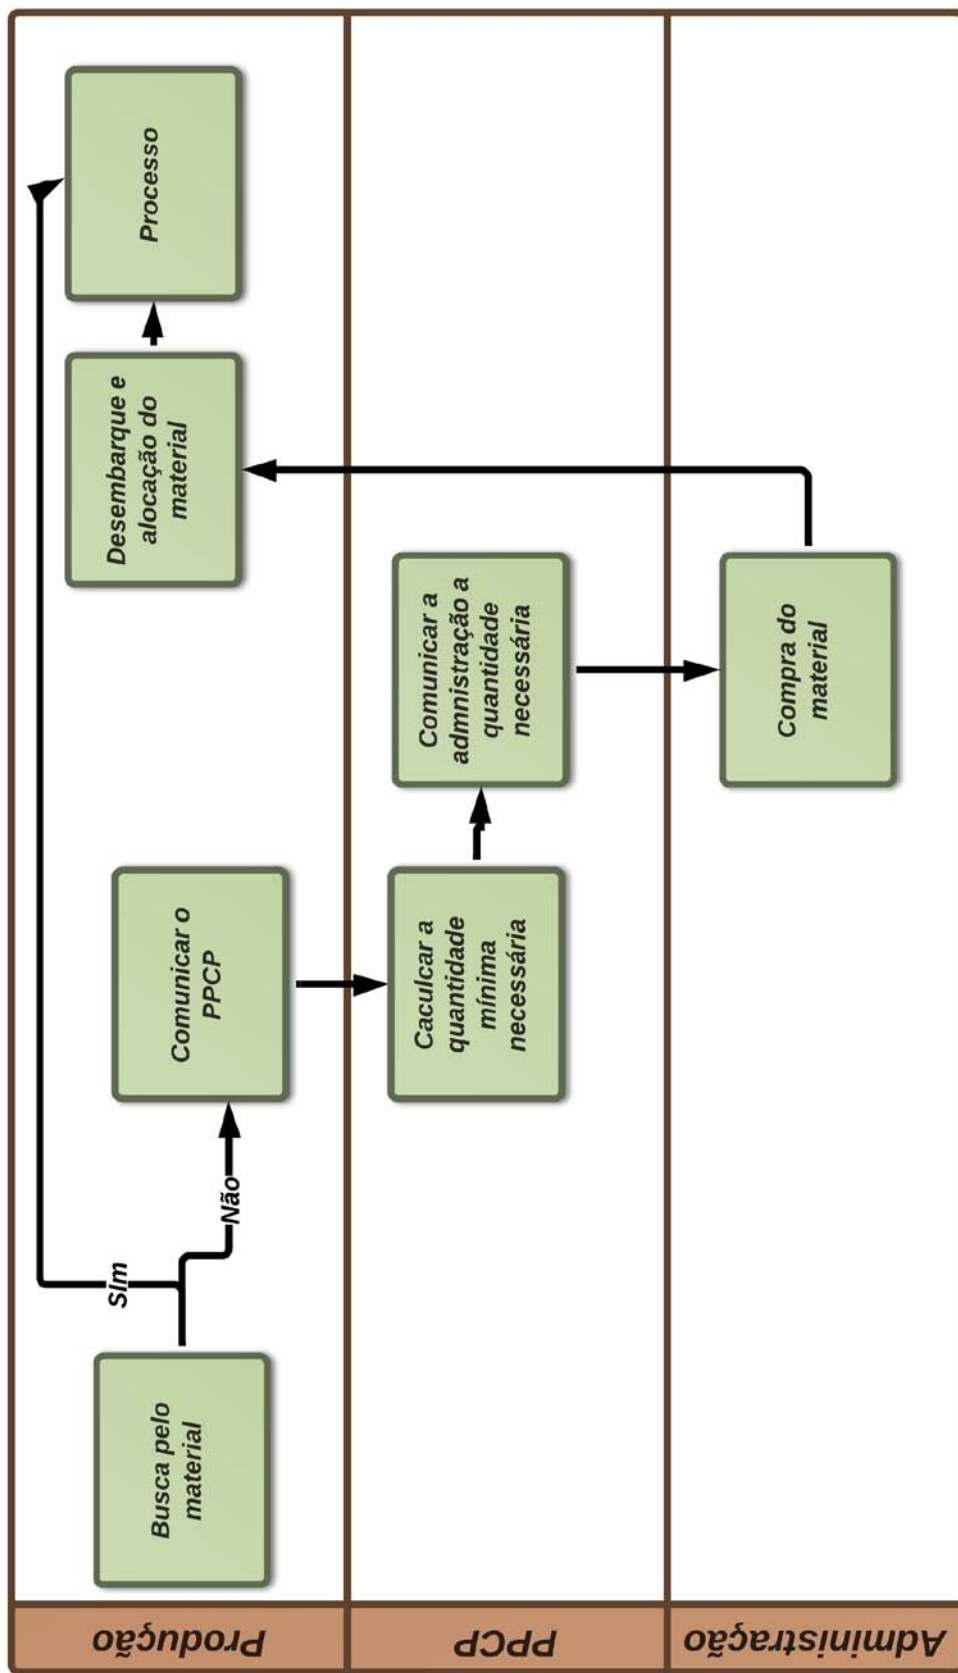 Produção
Busca pelo
material
Sim
Não
Comunicar o
PPCP
Desembarque e
alocação do
material
Processo
PPCP
Caculcar a
quantidade
mínima
necessária
Comunicar a
admnistração a
quantidade
necessária
Administração
Compra do
material